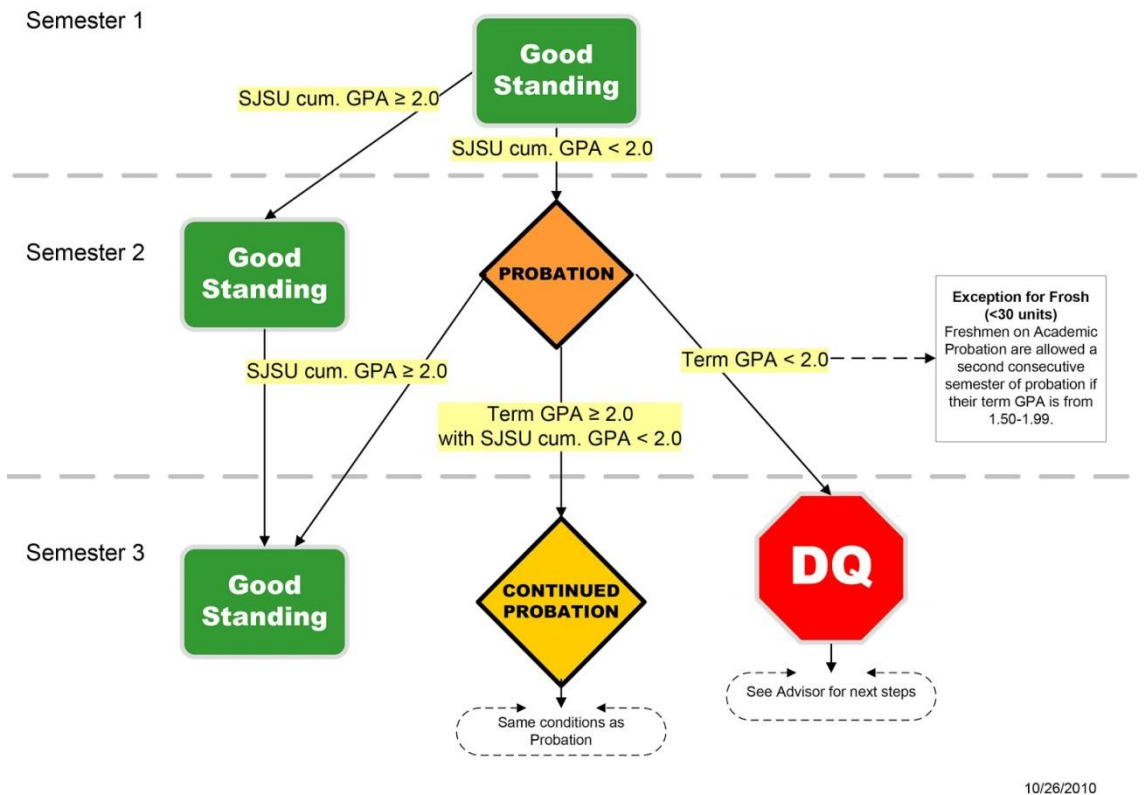 Semester 1
Good
Standing
SJSU cum. GPA ≥ 2.0
SJSU cum. GPA < 2.0
Semester 2
Good
Standing
PROBATION
Exception for Frosh
(<30 units)
Freshmen on Academic
Probation are allowed a
second consecutive
semester of probation if
their term GPA is from
1.50-1.99.
SJSU cum. GPA ≥ 2.0
Term GPA < 2.0
Term GPA ≥ 2.0
with SJSU cum. GPA < 2.0
Semester 3
Good
Standing
CONTINUED
PROBATION
DQ
Same conditions as
Probation
See Advisor for next steps
10/26/2010